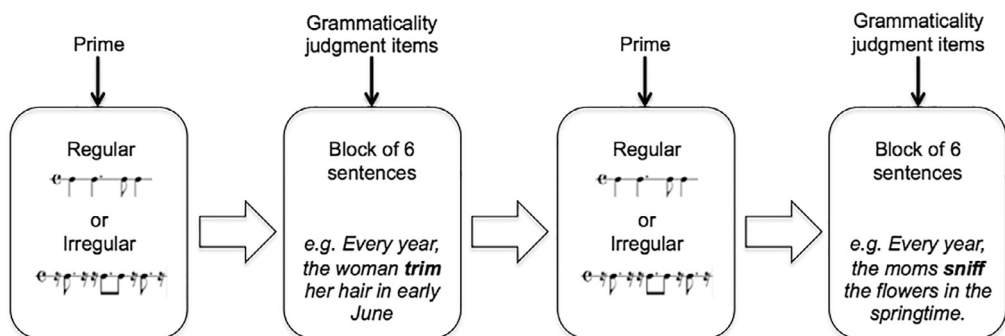 Prime
Grammaticality
judgment items
Prime
Grammaticality
judgment items
Regular
or
Irregular
Block of 6
sentences
e.g. Every year,
the woman trim
her hair in early
June
Regular
or
Irregular
Block of 6
sentences
e.g. Every year,
the moms sniff
the flowers in the
springtime.